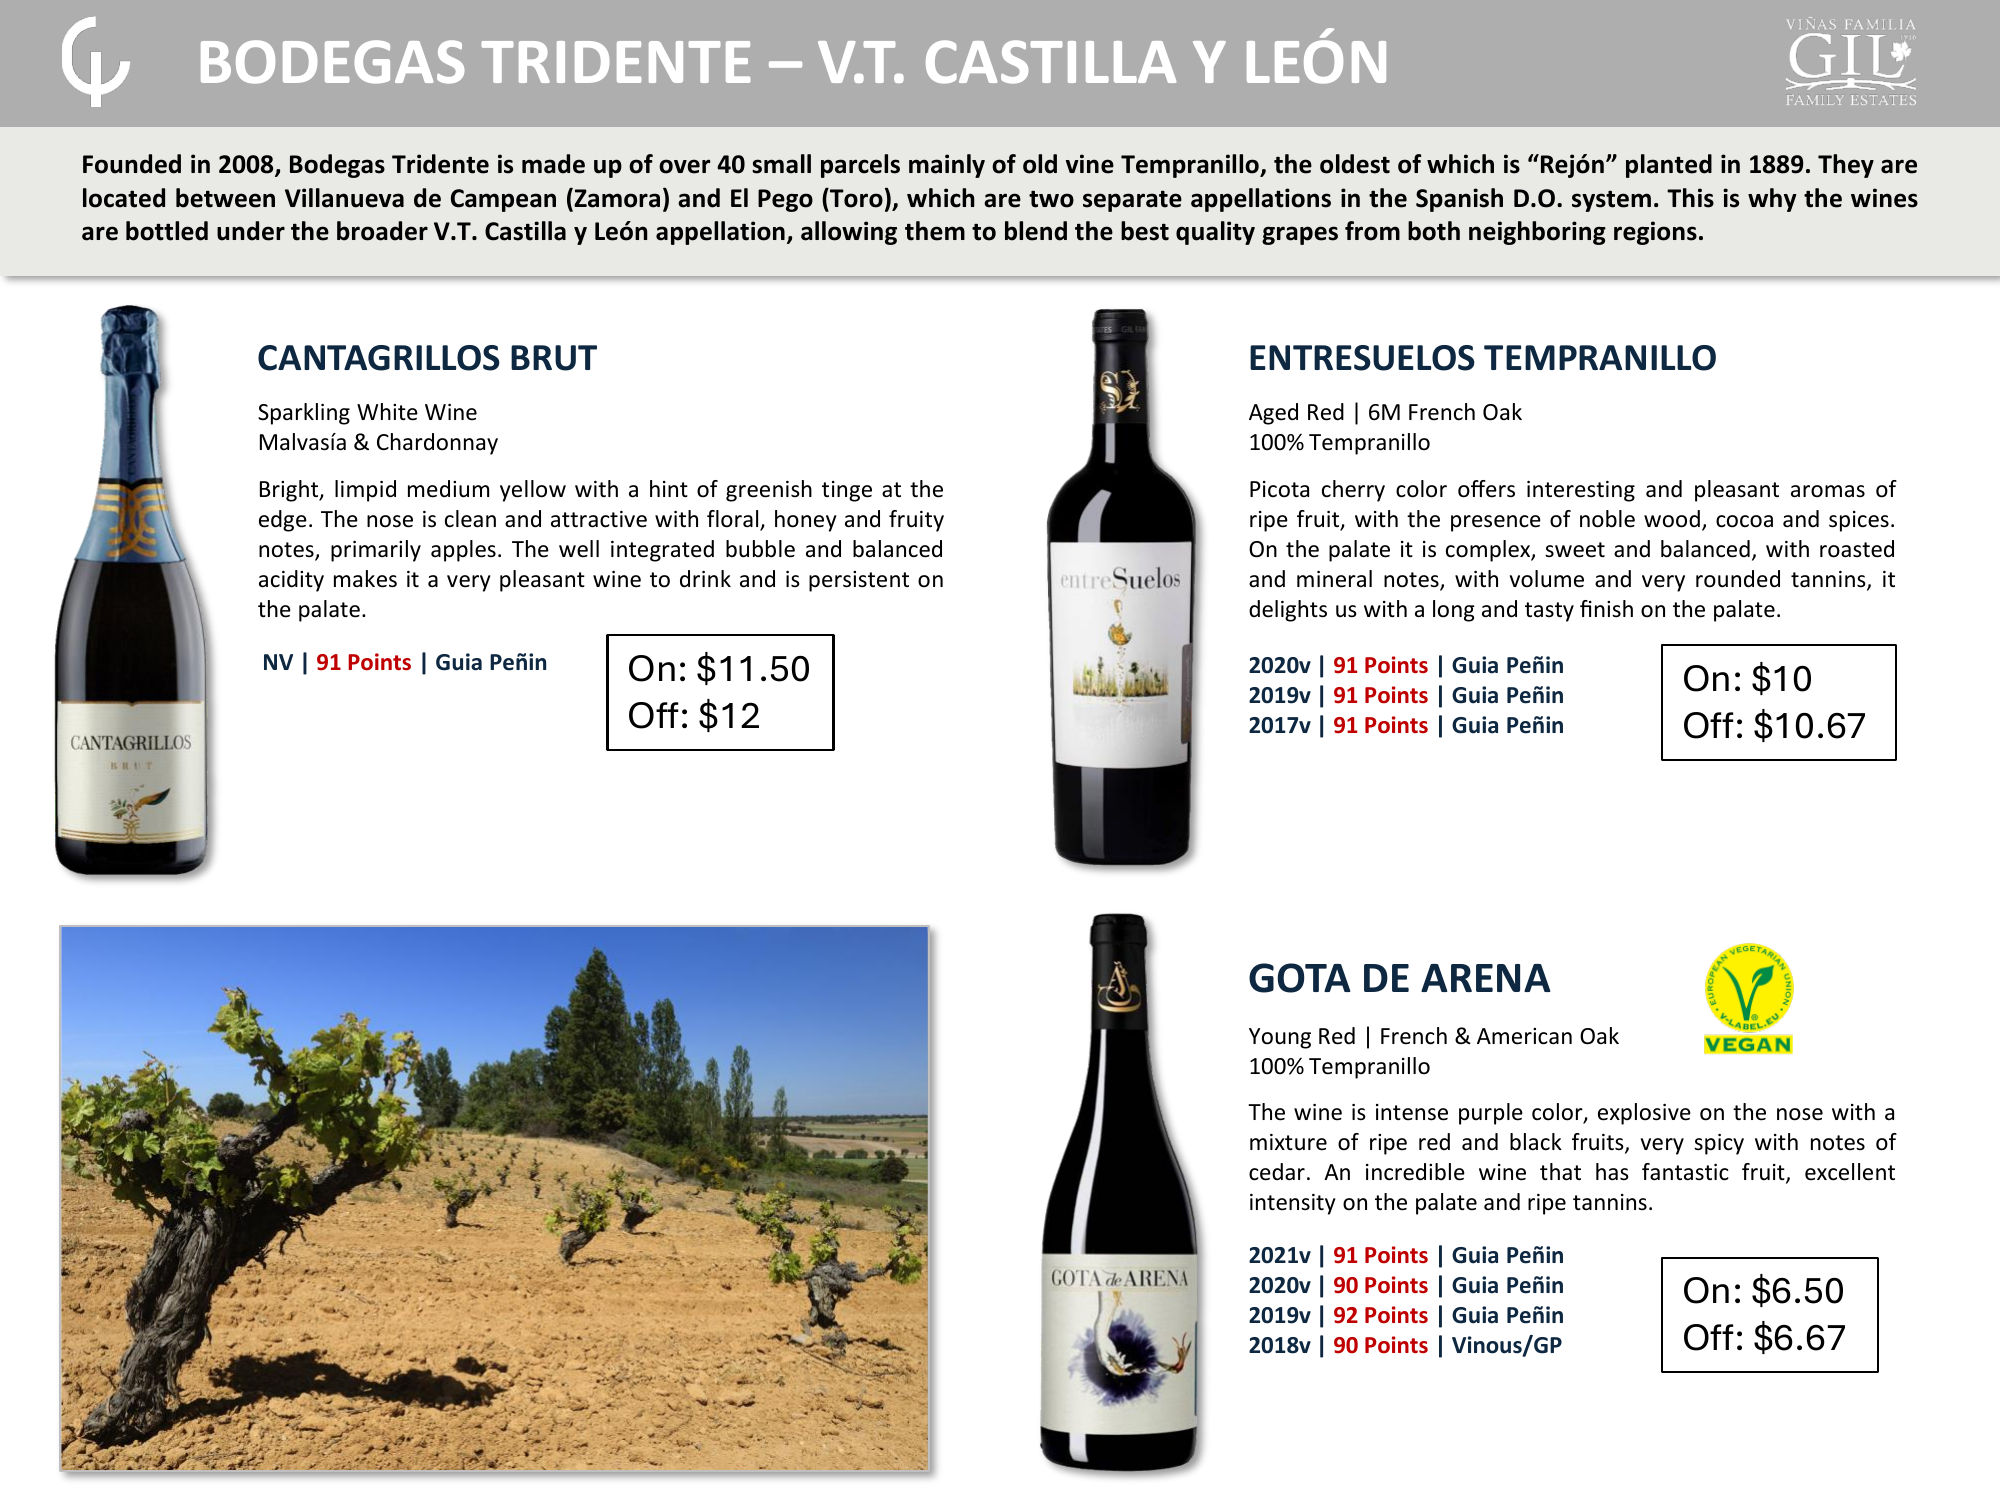 BODEGAS TRIDENTE – V.T. CASTILLA Y LEÓN
VIÑAS FAMILIA
GIL
FAMILY ESTATES
Founded in 2008, Bodegas Tridente is made up of over 40 small parcels mainly of old vine Tempranillo, the oldest of which is “Rejón” planted in 1889. They are
located between Villanueva de Campean (Zamora) and El Pego (Toro), which are two separate appellations in the Spanish D.O. system. This is why the wines
are bottled under the broader V.T. Castilla y León appellation, allowing them to blend the best quality grapes from both neighboring regions.
CANTAGRILLOS BRUT
Sparkling White Wine
Malvasía & Chardonnay
Bright, limpid medium yellow with a hint of greenish tinge at the
edge. The nose is clean and attractive with floral, honey and fruity
notes, primarily apples. The well integrated bubble and balanced
acidity makes it a very pleasant wine to drink and is persistent on
the palate.
NV | 91 Points | Guia Peñin
On: $11.50
Off: $12
CANTAGRILLOS
BRUT
ENTRESUELOS TEMPRANILLO
Aged Red | 6M French Oak
100% Tempranillo
Picota cherry color offers interesting and pleasant aromas of
ripe fruit, with the presence of noble wood, cocoa and spices.
On the palate it is complex, sweet and balanced, with roasted
and mineral notes, with volume and very rounded tannins, it
delights us with a long and tasty finish on the palate.
2020v | 91 Points | Guia Peñin
2019v | 91 Points | Guia Peñin
2017v | 91 Points | Guia Peñin
On: $10
Off: $10.67
entreSuelos
GOTA DE ARENA
EUROPEAN VEGETARIAN UNION
V-LABEL.EU
VEGAN
Young Red | French & American Oak
100% Tempranillo
The wine is intense purple color, explosive on the nose with a
mixture of ripe red and black fruits, very spicy with notes of
cedar. An incredible wine that has fantastic fruit, excellent
intensity on the palate and ripe tannins.
2021v | 91 Points | Guia Peñin
2020v | 90 Points | Guia Peñin
2019v | 92 Points | Guia Peñin
2018v | 90 Points | Vinous/GP
On: $6.50
Off: $6.67
GOTA de ARENA